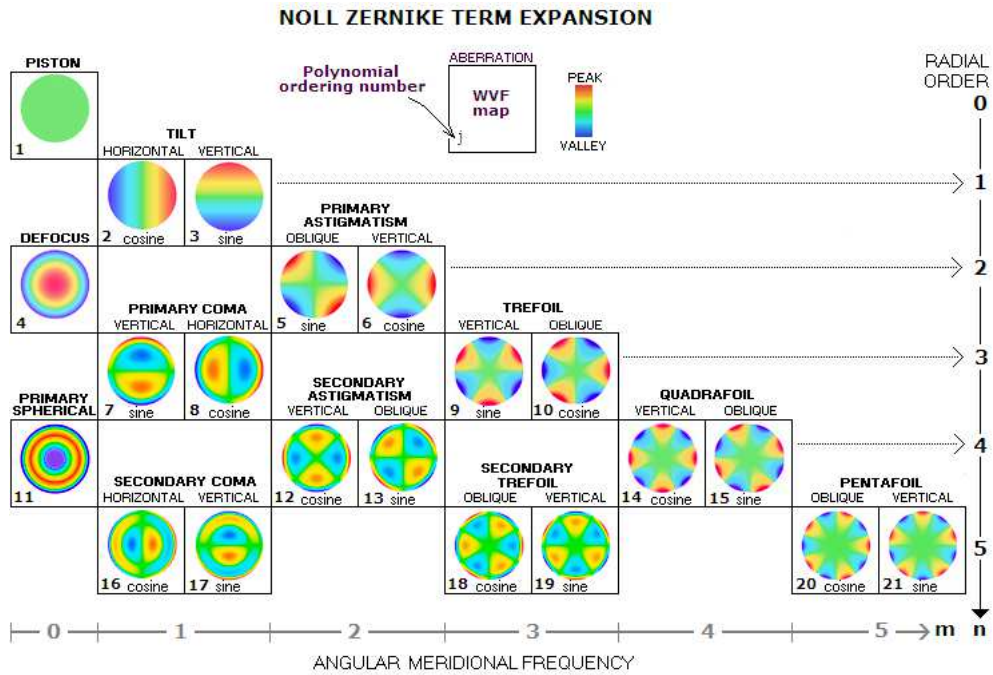 NOLL ZERNIKE TERM EXPANSION
PISTON
1
Polynomial
ordering number
ABERRATION
WVF
map
j
PEAK
VALLEY
RADIAL
ORDER
0
TILT
HORIZONTAL VERTICAL
2 cosine 3 sine
1
DEFOCUS
4
PRIMARY
ASTIGMATISM
OBLIQUE VERTICAL
5 sine 6 cosine
2
PRIMARY COMA
VERTICAL HORIZONTAL
7 sine 8 cosine
TREFOIL
VERTICAL OBLIQUE
9 sine 10 cosine
3
PRIMARY
SPHERICAL
11
SECONDARY
ASTIGMATISM
VERTICAL OBLIQUE
12 cosine 13 sine
QUADRAFOIL
VERTICAL OBLIQUE
14 cosine 15 sine
4
SECONDARY COMA
HORIZONTAL VERTICAL
16 cosine 17 sine
SECONDARY
TREFOIL
OBLIQUE VERTICAL
18 cosine 19 sine
PENTAFOIL
OBLIQUE VERTICAL
20 cosine 21 sine
5
0 1 2 3 4 5 m n
ANGULAR MERIDIONAL FREQUENCY